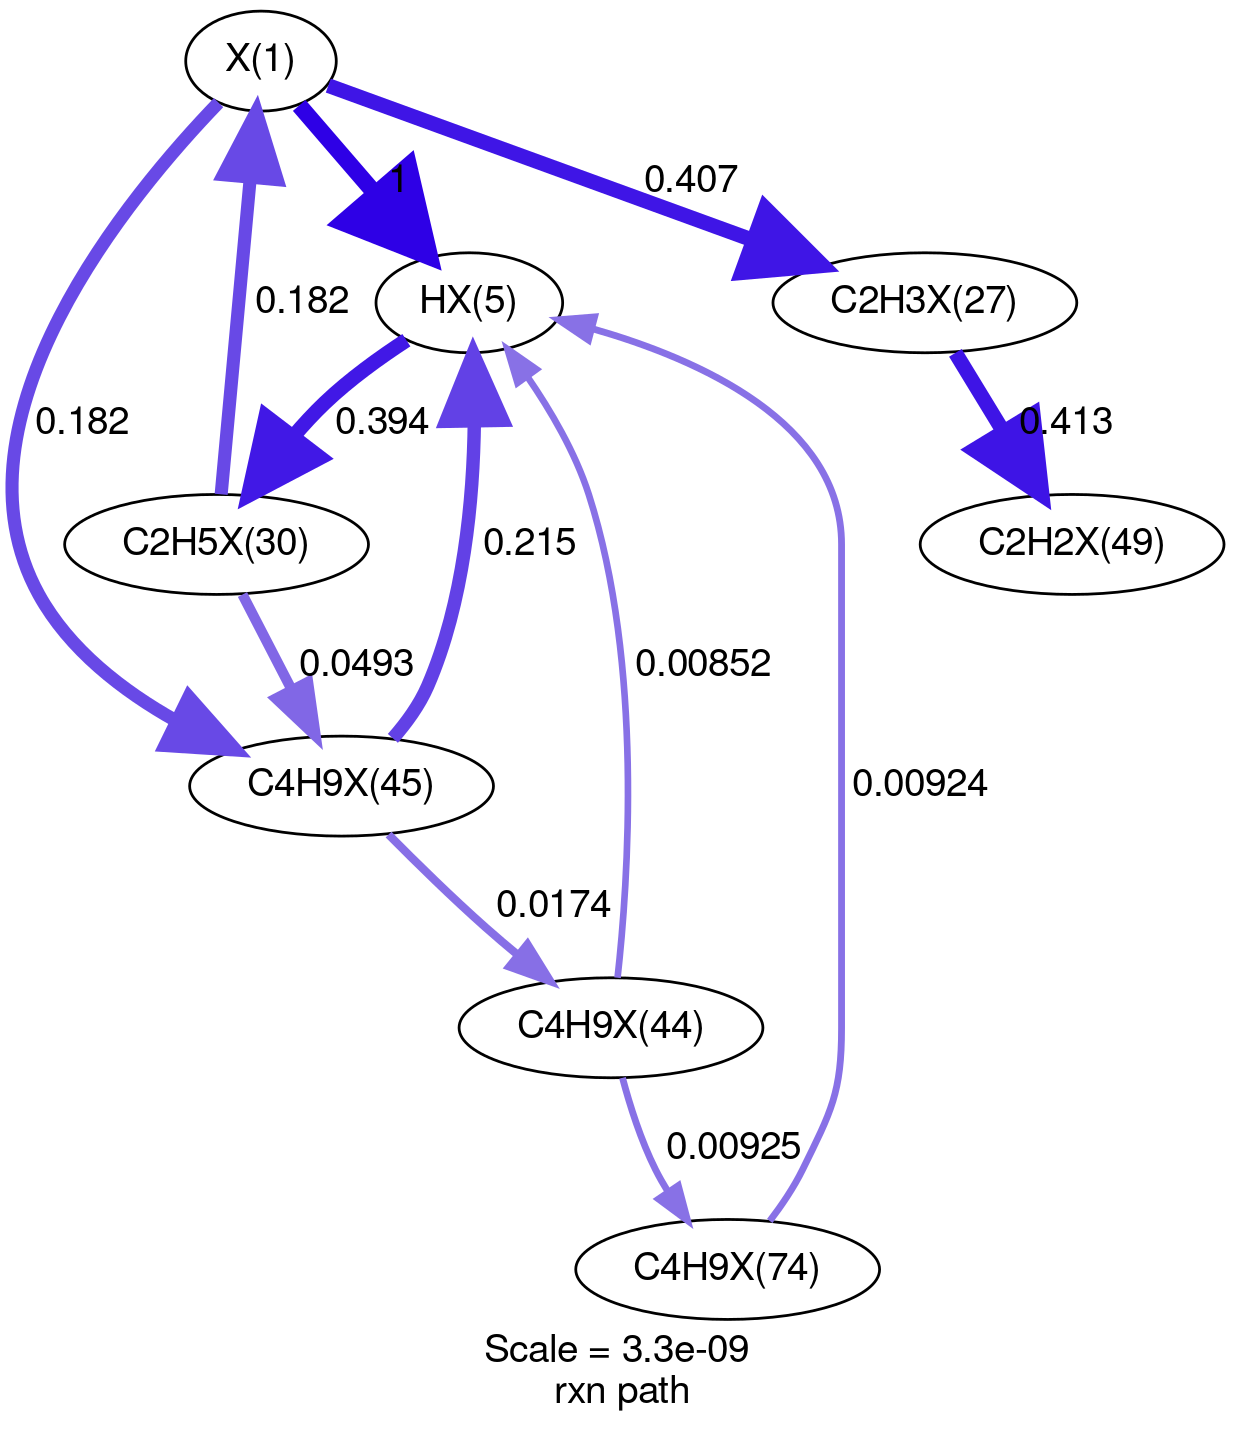 X(1)
1
0.407
HX(5)
C2H3X(27)
0.182
0.182
0.394
0.413
C2H5X(30)
0.215
C2H2X(49)
0.0493
0.00852
C4H9X(45)
0.00924
0.0174
C4H9X(44)
0.00925
C4H9X(74)
Scale = 3.3e-09
rxn path